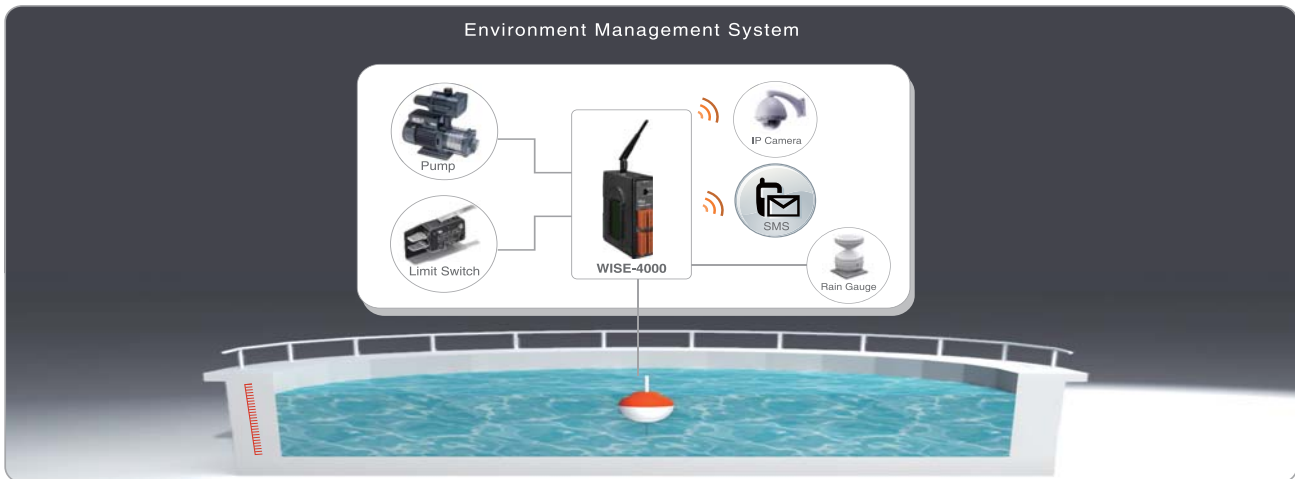 Environment Management System
Pump
IP Camera
SMS
Limit Switch
WISE-4000
Rain Gauge